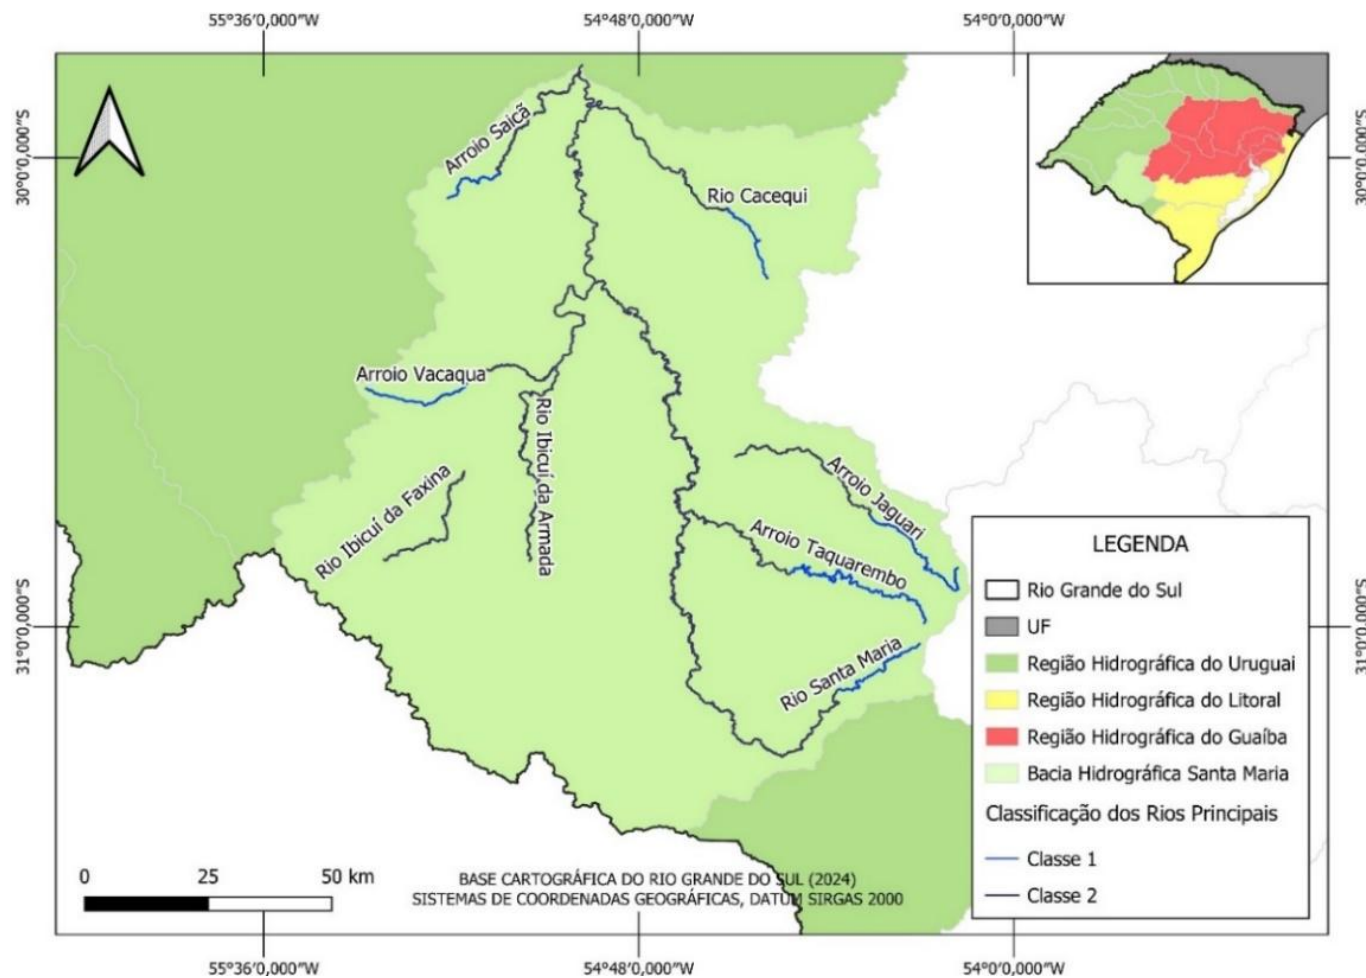 55°36'0,000"W
54°48'0,000"W
54°0'0,000"W
30°0'0,000"S
30°0'0,000"S
Arroio Saicã
Rio Cacequi
Arroio Vacaqua
Rio Ibicuí da Armada
Rio Ibicuí da Faxina
Arroio Jaguari
Arroio Taquarembo
Rio Santa Maria
31°0'0,000"S
31°0'0,000"S
LEGENDA
Rio Grande do Sul
UF
Região Hidrográfica do Uruguai
Região Hidrográfica do Litoral
Região Hidrográfica do Guaíba
Bacia Hidrográfica Santa Maria
Classificação dos Rios Principais
Classe 1
Classe 2
0 25 50 km
BASE CARTOGRÁFICA DO RIO GRANDE DO SUL (2024)
SISTEMAS DE COORDENADAS GEOGRÁFICAS, DATUM SIRGAS 2000
55°36'0,000"W
54°48'0,000"W
54°0'0,000"W